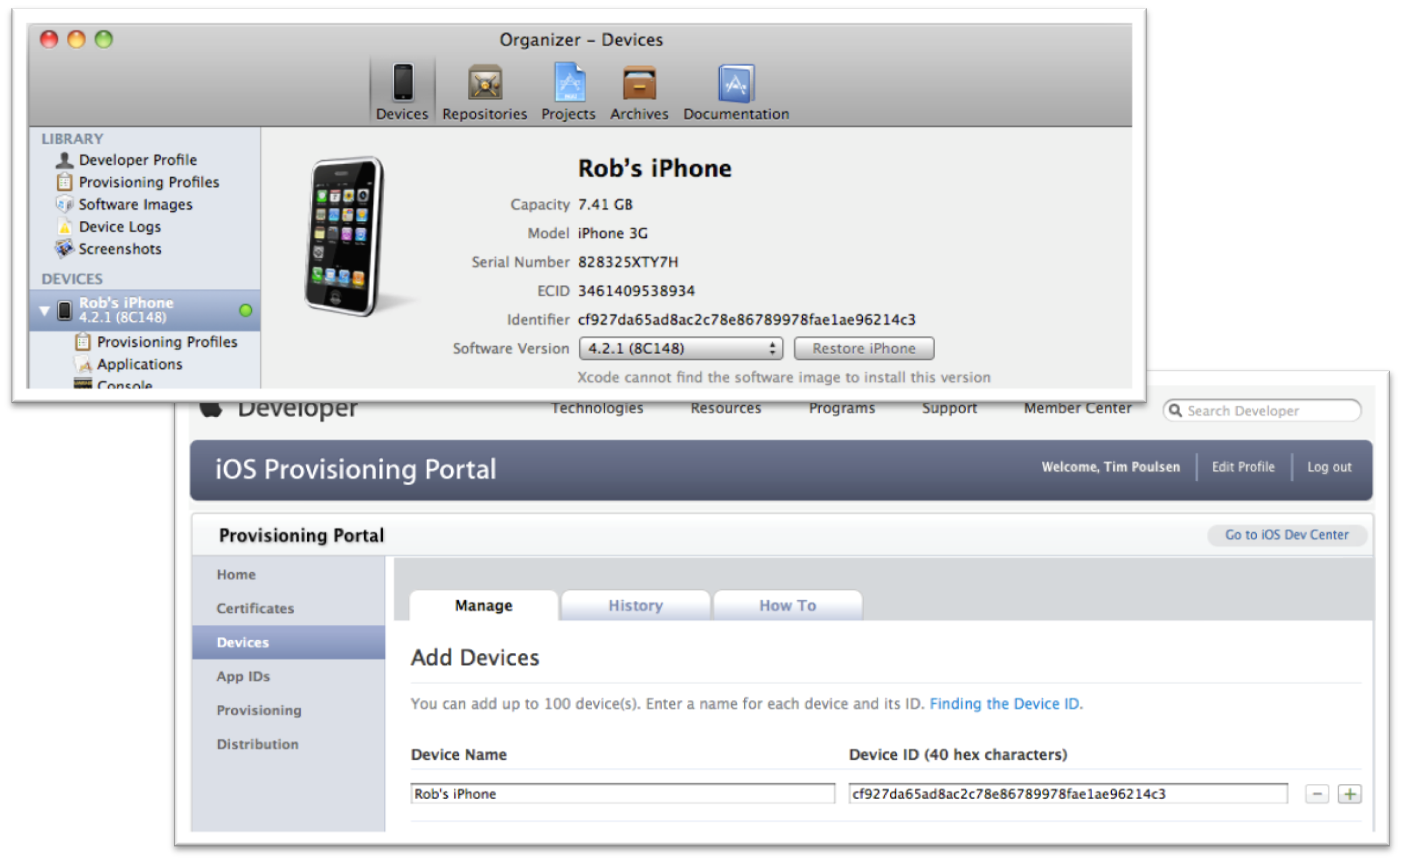 Organizer – Devices
Devices Repositories Projects Archives Documentation
LIBRARY
Developer Profile
Provisioning Profiles
Software Images
Device Logs
Screenshots
DEVICES
Rob's iPhone
4.2.1 (8C148)
Provisioning Profiles
Applications
Console
Rob's iPhone
Capacity 7.41 GB
Model iPhone 3G
Serial Number 828325XTY7H
ECID 3461409538934
Identifier cf927da65ad8ac2c78e86789978fae1ae96214c3
Software Version 4.2.1 (8C148) Restore iPhone
Xcode cannot find the software image to install this version
Developer Technologies Resources Programs Support Member Center Search Developer
iOS Provisioning Portal Welcome, Tim Poulsen Edit Profile Log out
Provisioning Portal Go to iOS Dev Center
Home
Certificates
Devices
App IDs
Provisioning
Distribution
Manage History How To
Add Devices
You can add up to 100 device(s). Enter a name for each device and its ID. Finding the Device ID.
Device Name Device ID (40 hex characters)
Rob's iPhone cf927da65ad8ac2c78e86789978fae1ae96214c3